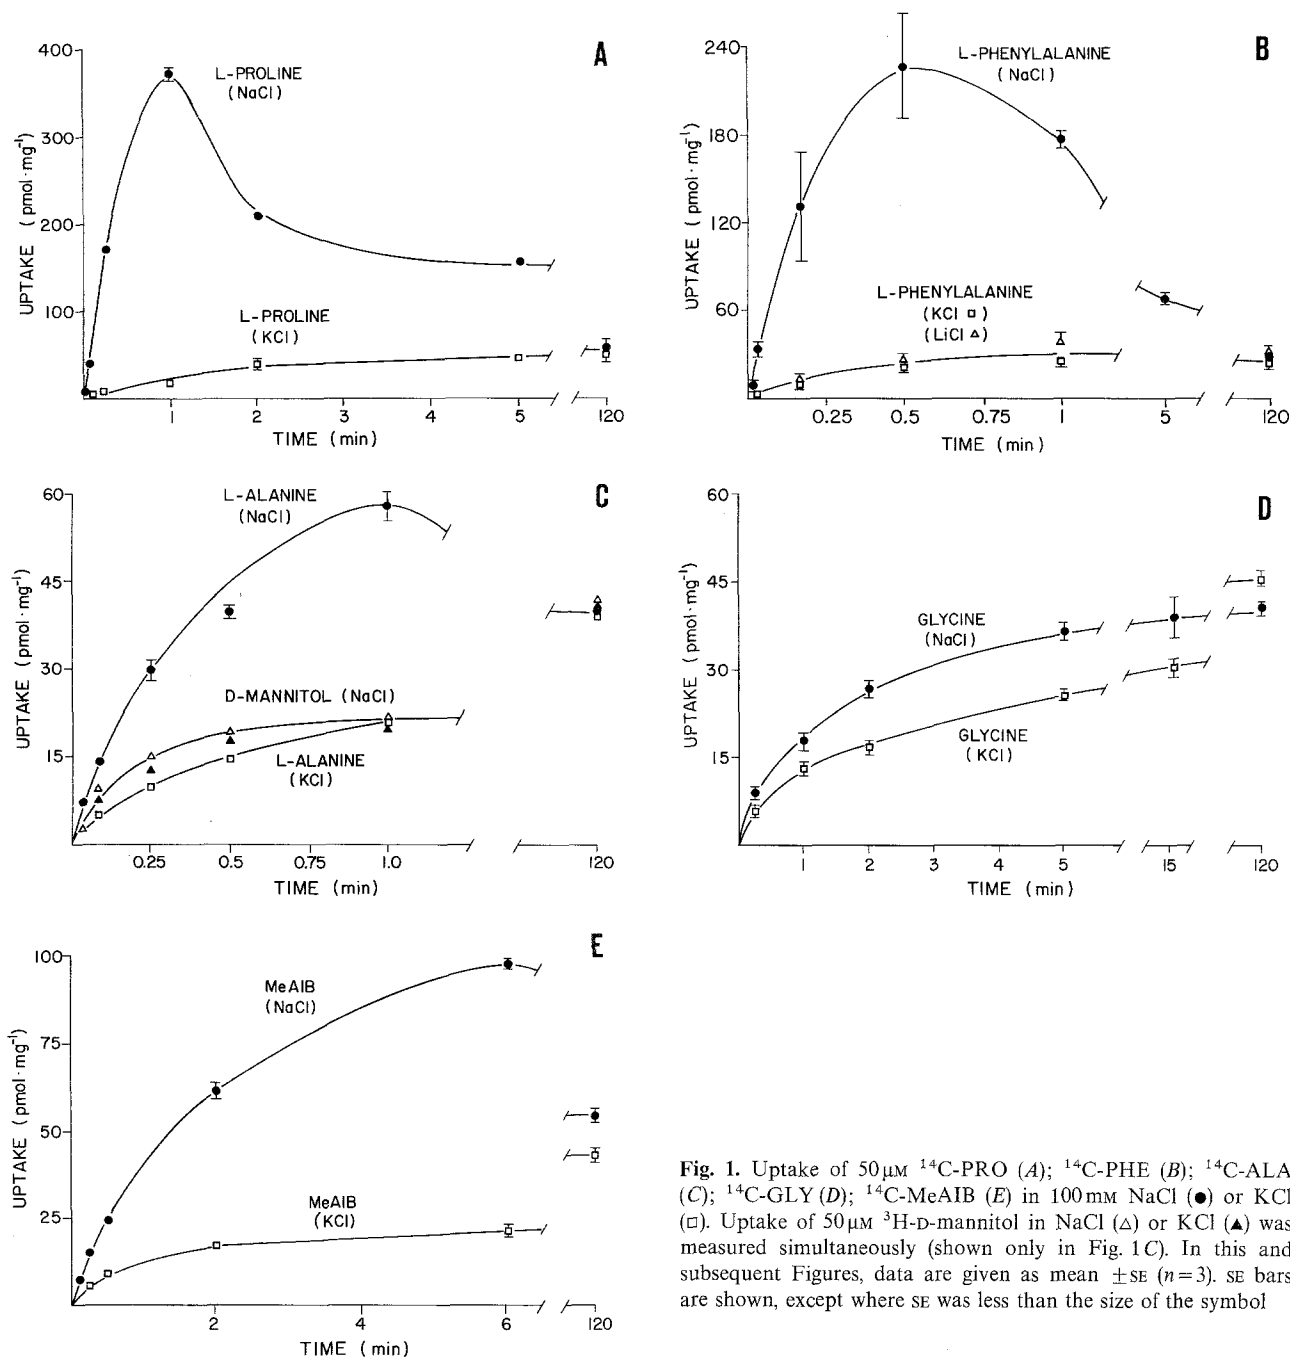 A
L-PROLINE
(NaCl)
L-PROLINE
(KCl)
400
300
200
100
UPTAKE (pmol·mg⁻¹)
1 2 3 4 5 120
TIME (min)
B
L-PHENYLALANINE
(NaCl)
L-PHENYLALANINE
(KCl □)
(LiCl △)
240
180
120
60
UPTAKE (pmol·mg⁻¹)
0.25 0.5 0.75 1 5 120
TIME (min)
C
L-ALANINE
(NaCl)
D-MANNITOL (NaCl)
L-ALANINE
(KCl)
60
45
30
15
UPTAKE (pmol·mg⁻¹)
0.25 0.5 0.75 1.0 120
TIME (min)
D
GLYCINE
(NaCl)
GLYCINE
(KCl)
60
45
30
15
UPTAKE (pmol·mg⁻¹)
1 2 3 4 5 15 120
TIME (min)
E
MeAIB
(NaCl)
MeAIB
(KCl)
100
75
50
25
UPTAKE (pmol·mg⁻¹)
2 4 6 120
TIME (min)
Fig. 1. Uptake of 50 μM ¹⁴C-PRO (A); ¹⁴C-PHE (B); ¹⁴C-ALA
(C); ¹⁴C-GLY (D); ¹⁴C-MeAIB (E) in 100 mM NaCl (●) or KCl
(□). Uptake of 50 μM ³H-D-mannitol in NaCl (△) or KCl (▲) was
measured simultaneously (shown only in Fig. 1C). In this and
subsequent Figures, data are given as mean ±SE (n=3). SE bars
are shown, except where SE was less than the size of the symbol